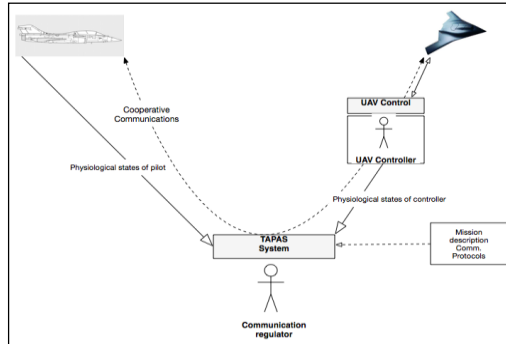 Cooperative
Communications
UAV Control
UAV Controller
Physiological states of pilot
Physiological states of controller
TAPAS
System
Mission
description
Comm.
Protocols
Communication
regulator